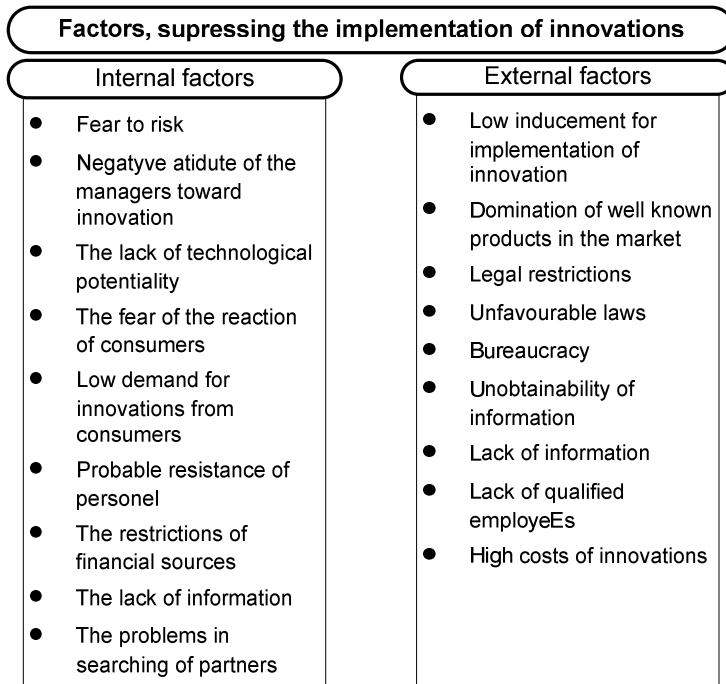 Factors, supressing the implementation of innovations
Internal factors
Fear to risk
Negatyve atidute of the
managers toward
innovation
The lack of technological
potentiality
The fear of the reaction
of consumers
Low demand for
innovations from
consumers
Probable resistance of
personel
The restrictions of
financial sources
The lack of information
The problems in
searching of partners
External factors
Low inducement for
implementation of
innovation
Domination of well known
products in the market
Legal restrictions
Unfavourable laws
Bureaucracy
Unobtainability of
information
Lack of information
Lack of qualified
employeEs
High costs of innovations